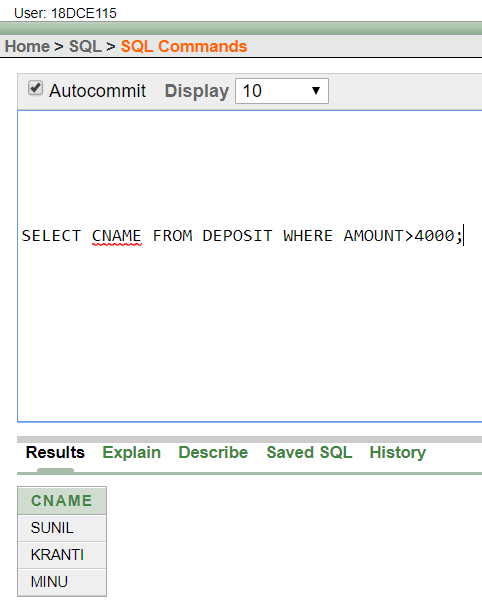 User: 18DCE115
Home > SQL > SQL Commands
Autocommit Display 10
SELECT CNAME FROM DEPOSIT WHERE AMOUNT>4000;
Results Explain Describe Saved SQL History
CNAME
SUNIL
KRANTI
MINU